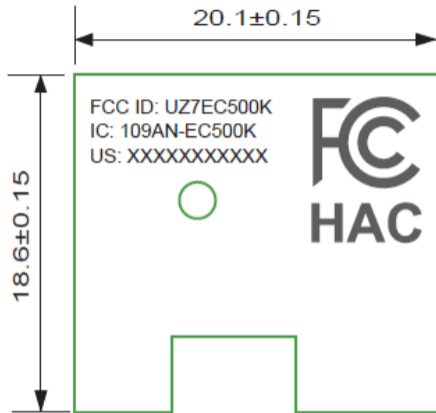 20.1±0.15
FCC ID: UZ7EC500K
IC: 109AN-EC500K
US: XXXXXXXXXXX
FC
HAC
18.6±0.15